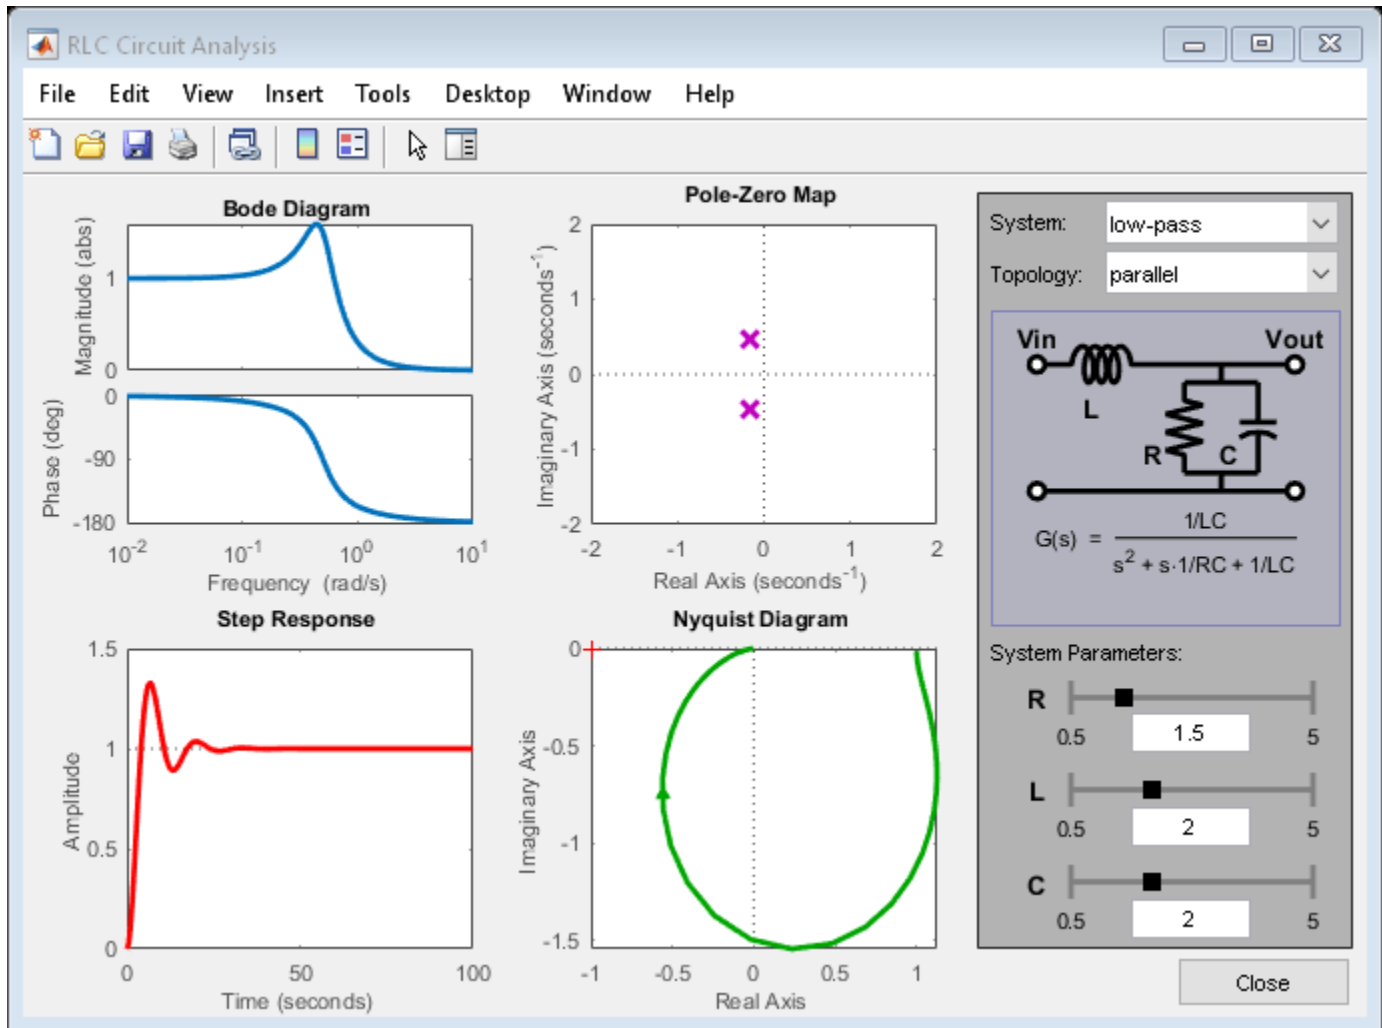 RLC Circuit Analysis
File Edit View Insert Tools Desktop Window Help
Bode Diagram
Magnitude (abs)
1
0
Phase (deg)
0
-90
-180
10^-2 10^-1 10^0 10^1
Frequency (rad/s)
Pole-Zero Map
Imaginary Axis (seconds^-1)
2
1
0
-1
-2
-2 -1 0 1 2
Real Axis (seconds^-1)
Step Response
Amplitude
1.5
1
0.5
0
0 50 100
Time (seconds)
Nyquist Diagram
Imaginary Axis
0
-0.5
-1
-1.5
-1 -0.5 0 0.5 1
Real Axis
System: low-pass
Topology: parallel
Vin Vout
L
R C
G(s) = 1/LC
s^2 + s·1/RC + 1/LC
System Parameters:
R
0.5 1.5 5
L
0.5 2 5
C
0.5 2 5
Close